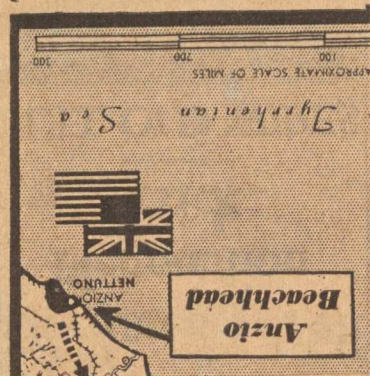 Anzio
Beachhead
ANZIO
NETTUNO
Tyrrhenian Sea
APPROXIMATE SCALE OF MILES
100 200 300